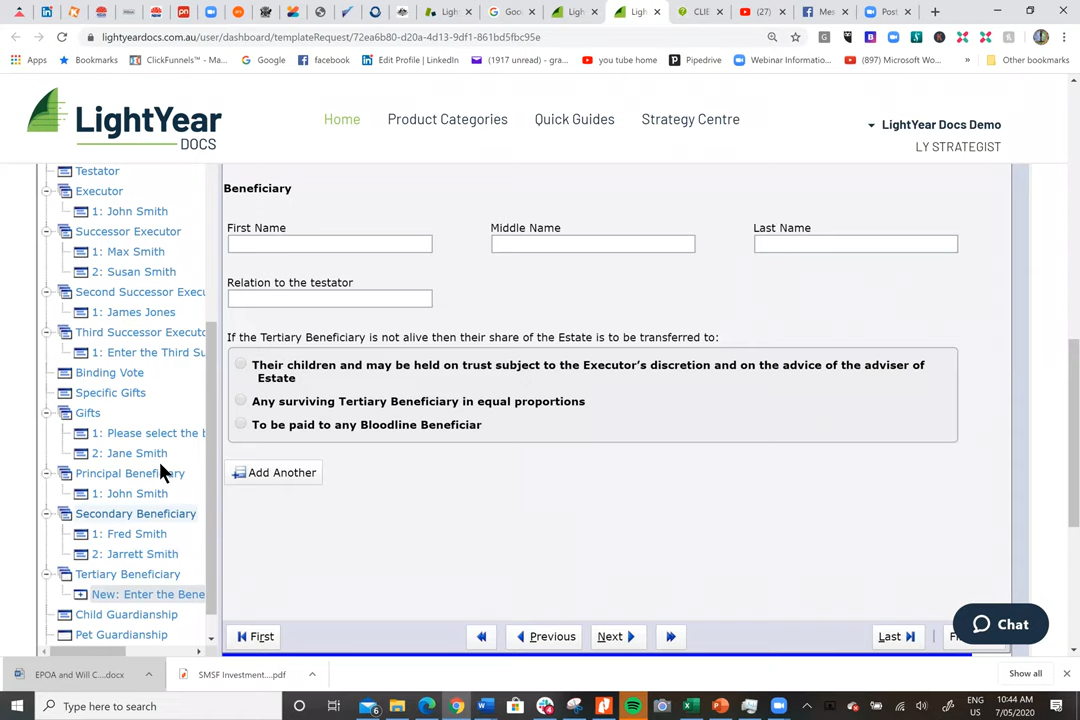 Ligh
Goo
Ligh
Ligh
CLIE
(27)
Mes
Post
lightyeardocs.com.au/user/dashboard/templateRequest/72ea6b80-d20a-4d13-9df1-861bd5fbc95e
Apps
Bookmarks
ClickFunnels™ - Ma...
Google
facebook
Edit Profile | LinkedIn
(1917 unread) - gra...
you tube home
Pipedrive
Webinar Informatio...
(897) Microsoft Wo...
»
Other bookmarks
LightYear
DOCS
Home
Product Categories
Quick Guides
Strategy Centre
LightYear Docs Demo
LY STRATEGIST
Testator
Executor
1: John Smith
Successor Executor
1: Max Smith
2: Susan Smith
Second Successor Execu
1: James Jones
Third Successor Executo
1: Enter the Third Su
Binding Vote
Specific Gifts
Gifts
1: Please select the b
2: Jane Smith
Principal Beneficiary
1: John Smith
Secondary Beneficiary
1: Fred Smith
2: Jarrett Smith
Tertiary Beneficiary
New: Enter the Bene
Child Guardianship
Pet Guardianship
Beneficiary
First Name
Middle Name
Last Name
Relation to the testator
If the Tertiary Beneficiary is not alive then their share of the Estate is to be transferred to:
Their children and may be held on trust subject to the Executor's discretion and on the advice of the adviser of
Estate
Any surviving Tertiary Beneficiary in equal proportions
To be paid to any Bloodline Beneficiar
Add Another
First
Previous
Next
Last
Fi
Chat
EPOA and Will C....docx
SMSF Investment....pdf
Show all
Type here to search
ENG
US
10:44 AM
7/05/2020